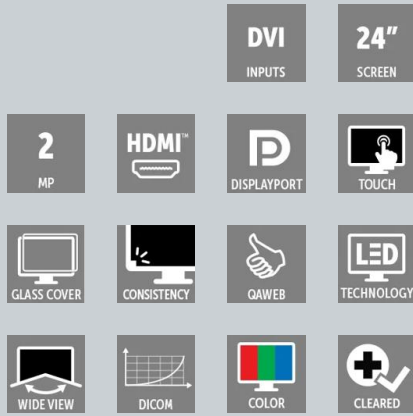 DVI
INPUTS
24"
SCREEN
2
MP
HDMI™
DISPLAYPORT
TOUCH
GLASS COVER
CONSISTENCY
QAWEB
LED
TECHNOLOGY
WIDE VIEW
DICOM
COLOR
CLEARED